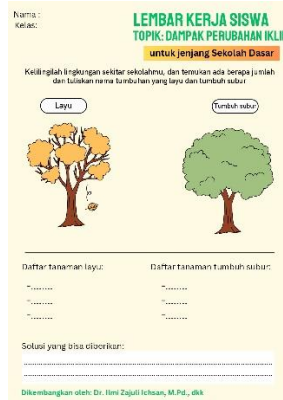 Nama :
Kelas:
LEMBAR KERJA SISWA
TOPIK: DAMPAK PERUBAHAN IKLI
untuk jenjang Sekolah Dasar
Kelilingilah lingkungan sekitar sekolahmu, dan temukan ada berapa jumlah
dan tuliskan nama tumbuhan yang layu dan tumbuh subur
Layu
Tumbuh subur
Daftar tanaman layu:
Daftar tanaman tumbuh subur:
-.........
-.........
-.........
-.........
-.........
-.........
Solusi yang bisa diberikan:
Dikembangkan oleh: Dr. Ilmi Zajuli Ichsan, M.Pd., dkk